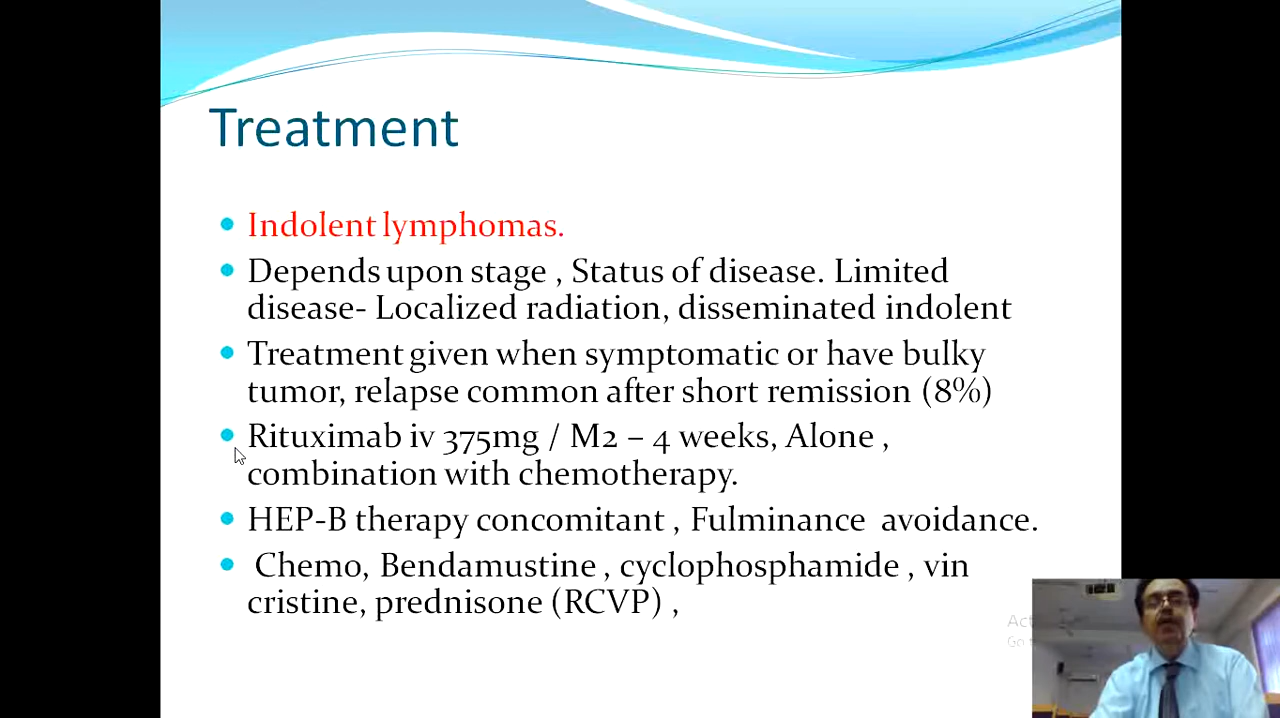 Treatment
Indolent lymphomas.
Depends upon stage , Status of disease. Limited
disease- Localized radiation, disseminated indolent
Treatment given when symptomatic or have bulky
tumor, relapse common after short remission (8%)
Rituximab iv 375mg / M2 – 4 weeks, Alone ,
combination with chemotherapy.
HEP-B therapy concomitant , Fulminance avoidance.
Chemo, Bendamustine , cyclophosphamide , vin
cristine, prednisone (RCVP) ,